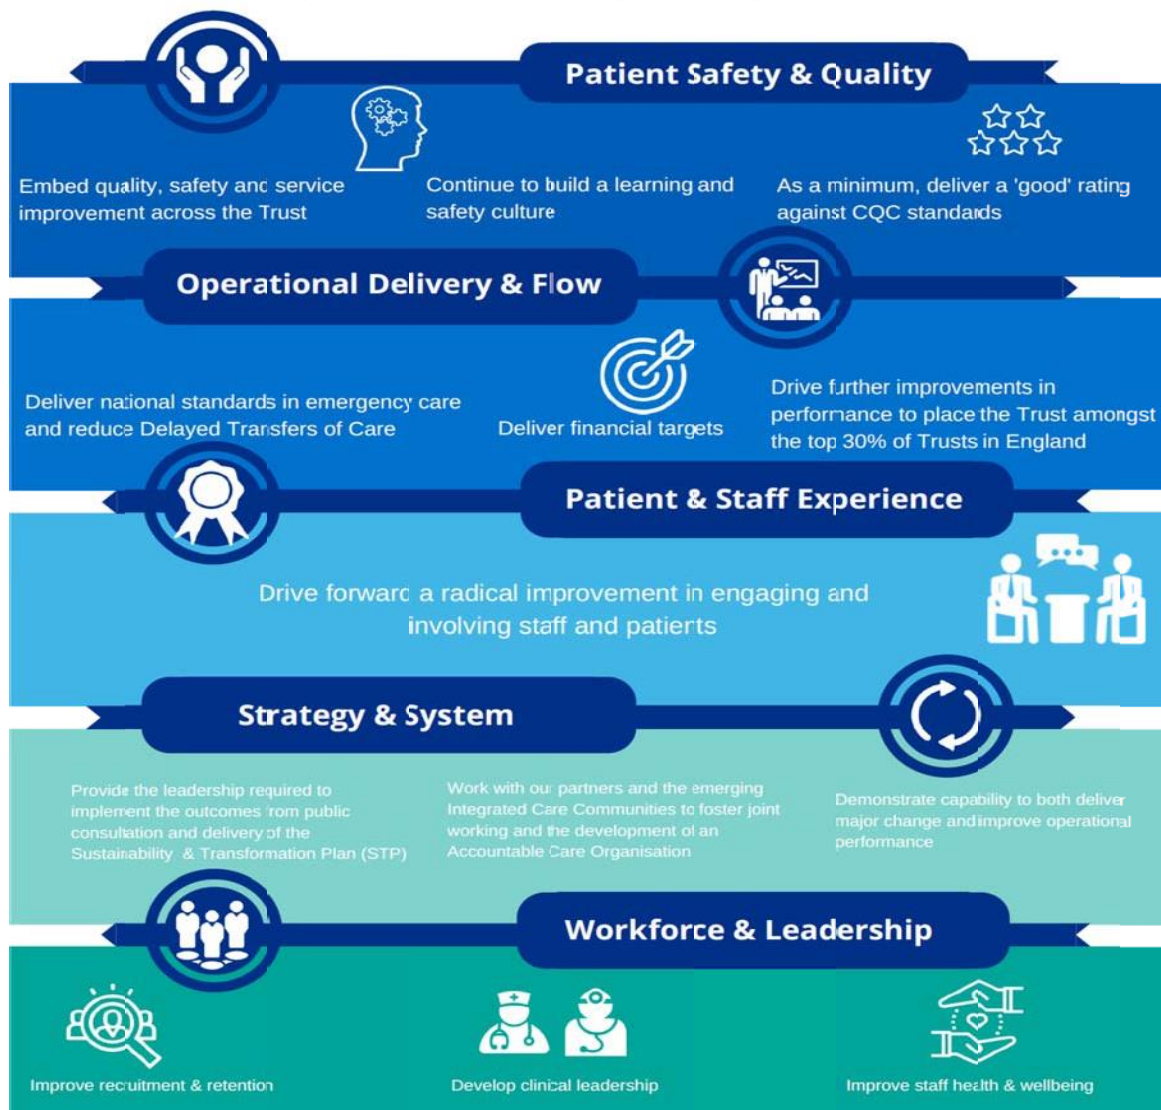 Patient Safety & Quality
Embed quality, safety and service
improvement across the Trust
Continue to build a learning and
safety culture
As a minimum, deliver a 'good' rating
against CQC standards
Operational Delivery & Flow
Deliver national standards in emergency care
and reduce Delayed Transfers of Care
Deliver financial targets
Drive further improvements in
performance to place the Trust amongst
the top 30% of Trusts in England
Patient & Staff Experience
Drive forward a radical improvement in engaging and
involving staff and patients
Strategy & System
Provide the leadership required to
implement the outcomes from public
consultation and delivery of the
Sustainability & Transformation Plan (STP)
Work with our partners and the emerging
Integrated Care Communities to foster joint
working and the development of an
Accountable Care Organisation
Demonstrate capability to both deliver
major change and improve operational
performance
Workforce & Leadership
Improve recruitment & retention
Develop clinical leadership
Improve staff health & wellbeing